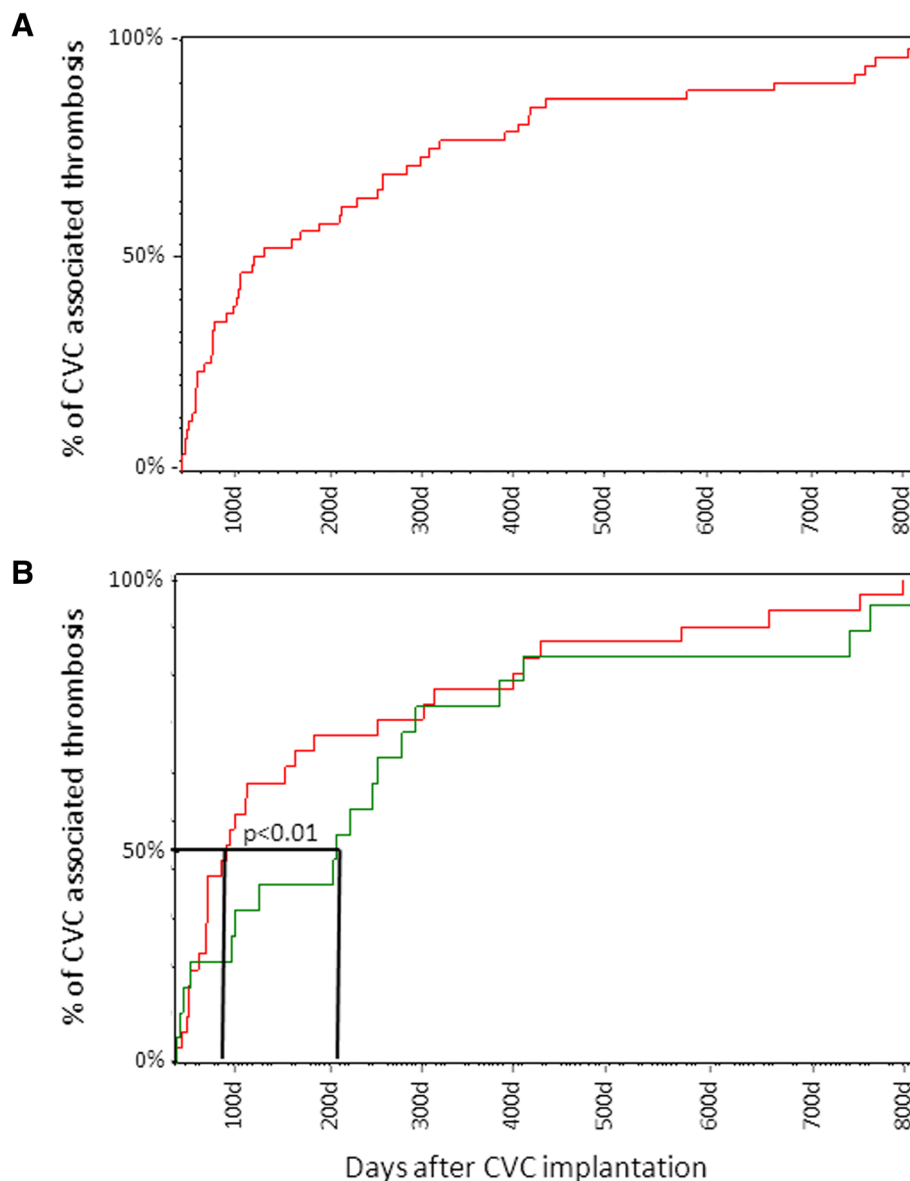 A
% of CVC associated thrombosis
100%
50%
0%
100d
200d
300d
400d
500d
600d
700d
800d
B
% of CVC associated thrombosis
100%
50%
0%
p<0.01
100d
200d
300d
400d
500d
600d
700d
800d
Days after CVC implantation